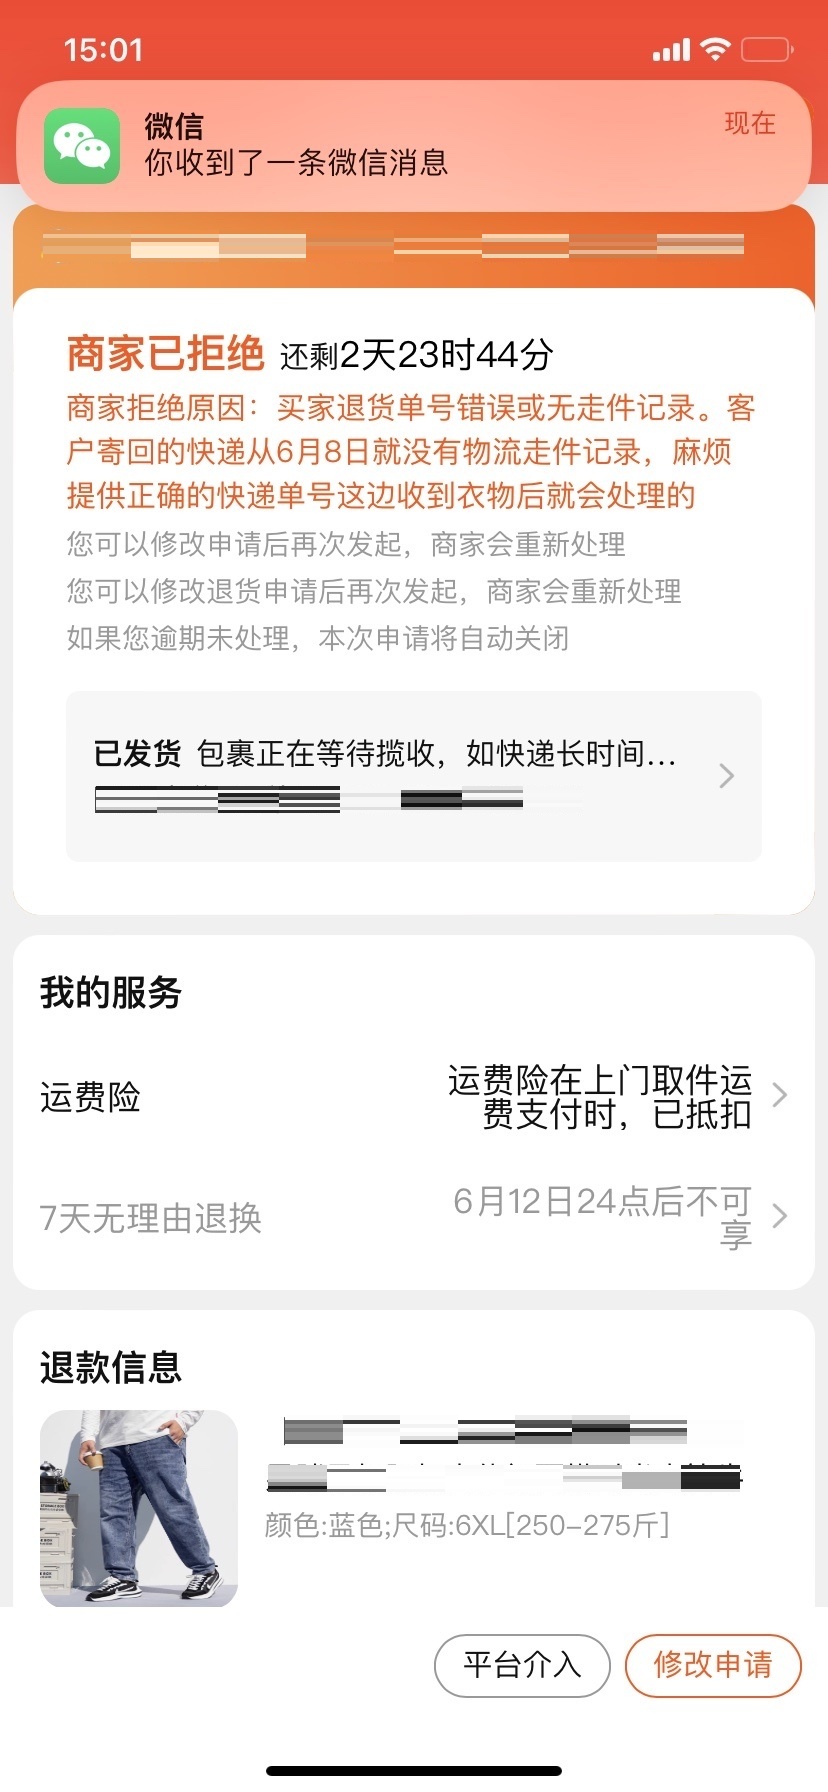 15:01
微信
现在
你收到了一条微信消息
商家已拒绝 还剩2天23时44分
商家拒绝原因：买家退货单号错误或无走件记录。客
户寄回的快递从6月8日就没有物流走件记录，麻烦
提供正确的快递单号这边收到衣物后就会处理的
您可以修改申请后再次发起，商家会重新处理
您可以修改退货申请后再次发起，商家会重新处理
如果您逾期未处理，本次申请将自动关闭
已发货 包裹正在等待揽收，如快递长时间...
我的服务
运费险
运费险在上门取件运
费支付时，已抵扣
7天无理由退换
6月12日24点后不可
享
退款信息
颜色:蓝色;尺码:6XL[250-275斤]
平台介入
修改申请